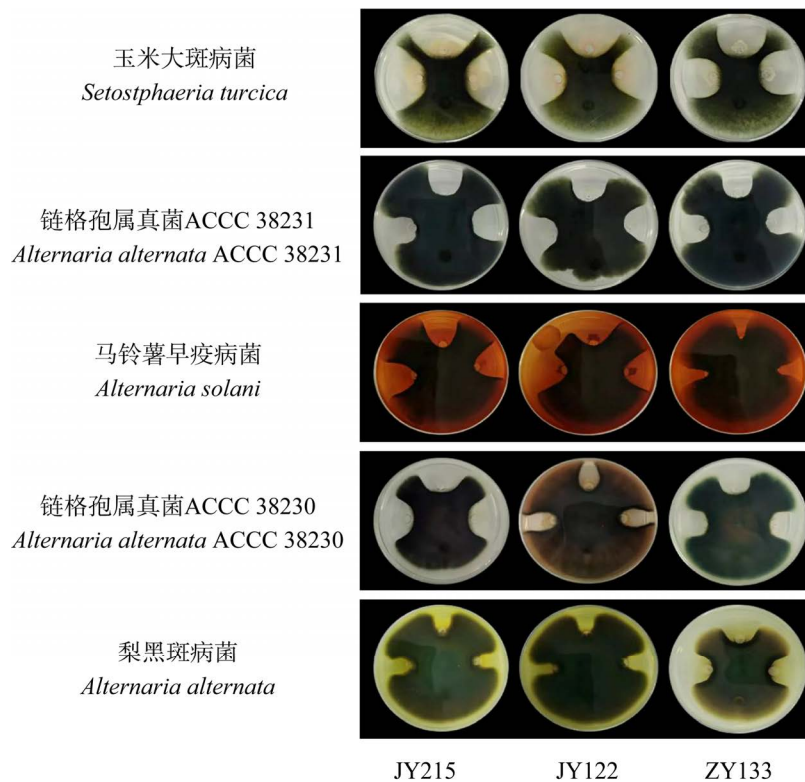 玉米大斑病菌
Setostphaeria turcica
链格孢属真菌ACCC 38231
Alternaria alternata ACCC 38231
马铃薯早疫病菌
Alternaria solani
链格孢属真菌ACCC 38230
Alternaria alternata ACCC 38230
梨黑斑病菌
Alternaria alternata
JY215 JY122 ZY133